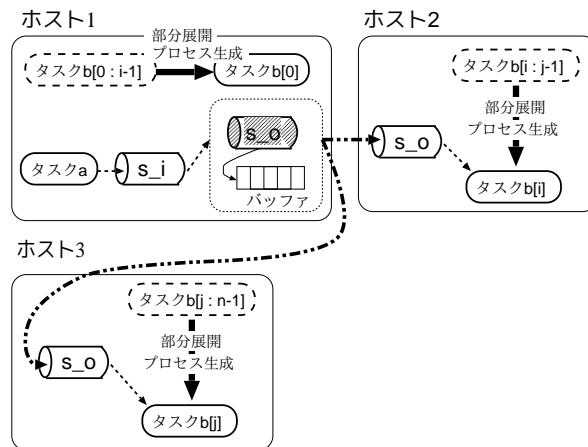 ホスト1
部分展開
プロセス生成
タスクb[0 : i-1]
タスクb[0]
s_o
タスクa
s_i
バッファ
ホスト2
タスクb[i : j-1]
部分展開
プロセス生成
s_o
タスクb[i]
ホスト3
タスクb[j : n-1]
部分展開
プロセス生成
s_o
タスクb[j]